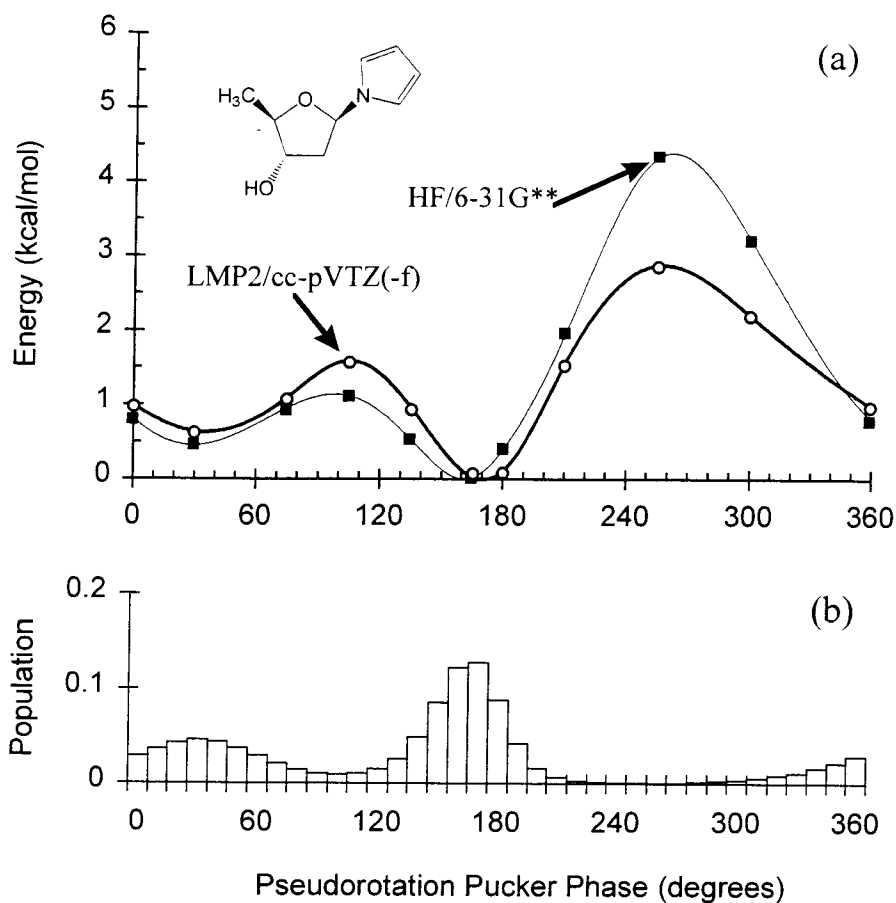 6
(a)
5
4
3
2
1
0
Energy (kcal/mol)
O
N
H₃C
HO
HF/6-31G**
LMP2/cc-pVTZ(-f)
0 60 120 180 240 300 360
0.2
(b)
0.1
0
Population
0 60 120 180 240 300 360
Pseudorotation Pucker Phase (degrees)